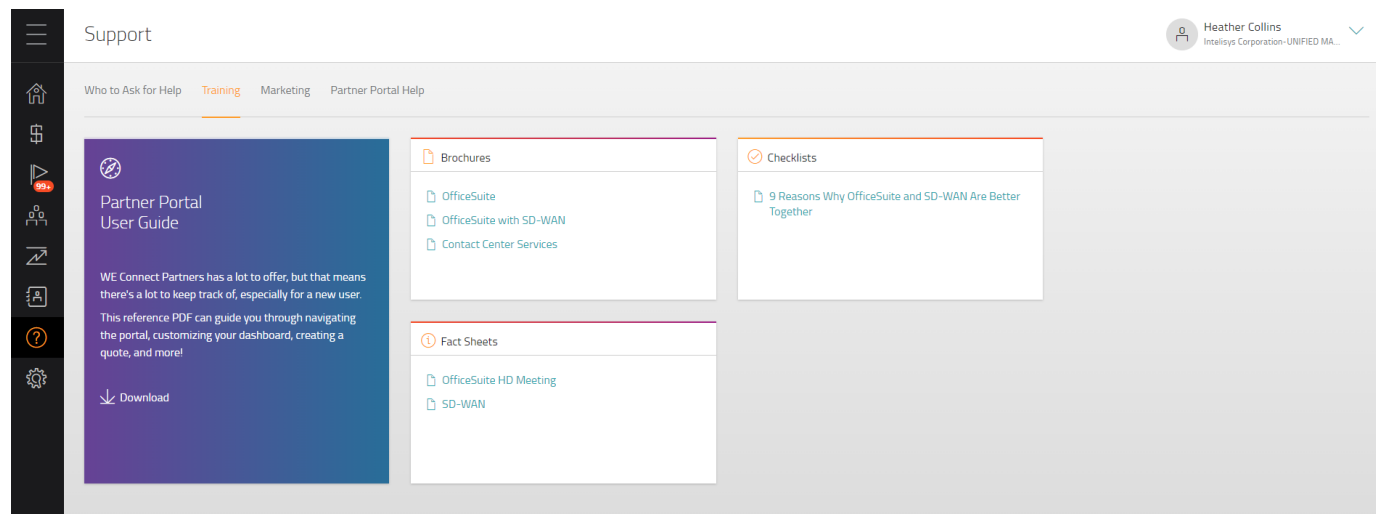 Support
Heather Collins
Intelisys Corporation-UNIFIED MA...
Who to Ask for Help
Training
Marketing
Partner Portal Help
99+
Partner Portal
User Guide
WE Connect Partners has a lot to offer, but that means
there's a lot to keep track of, especially for a new user.
This reference PDF can guide you through navigating
the portal, customizing your dashboard, creating a
quote, and more!
Download
Brochures
OfficeSuite
OfficeSuite with SD-WAN
Contact Center Services
Checklists
9 Reasons Why OfficeSuite and SD-WAN Are Better
Together
Fact Sheets
OfficeSuite HD Meeting
SD-WAN